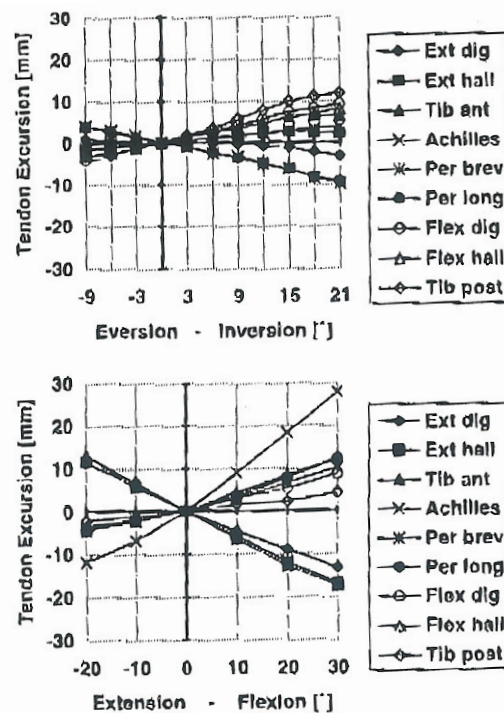 Tendon Excursion [mm]
30
20
10
0
-10
-20
-30
-9 -3 3 9 15 21
Eversion - Inversion [°]
Ext dig
Ext hall
Tib ant
Achilles
Per brev
Per long
Flex dig
Flex hall
Tib post
Tendon Excursion [mm]
30
20
10
0
-10
-20
-30
-20 -10 0 10 20 30
Extension - Flexion [°]
Ext dig
Ext hall
Tib ant
Achilles
Per brev
Per long
Flex dig
Flex hall
Tib post